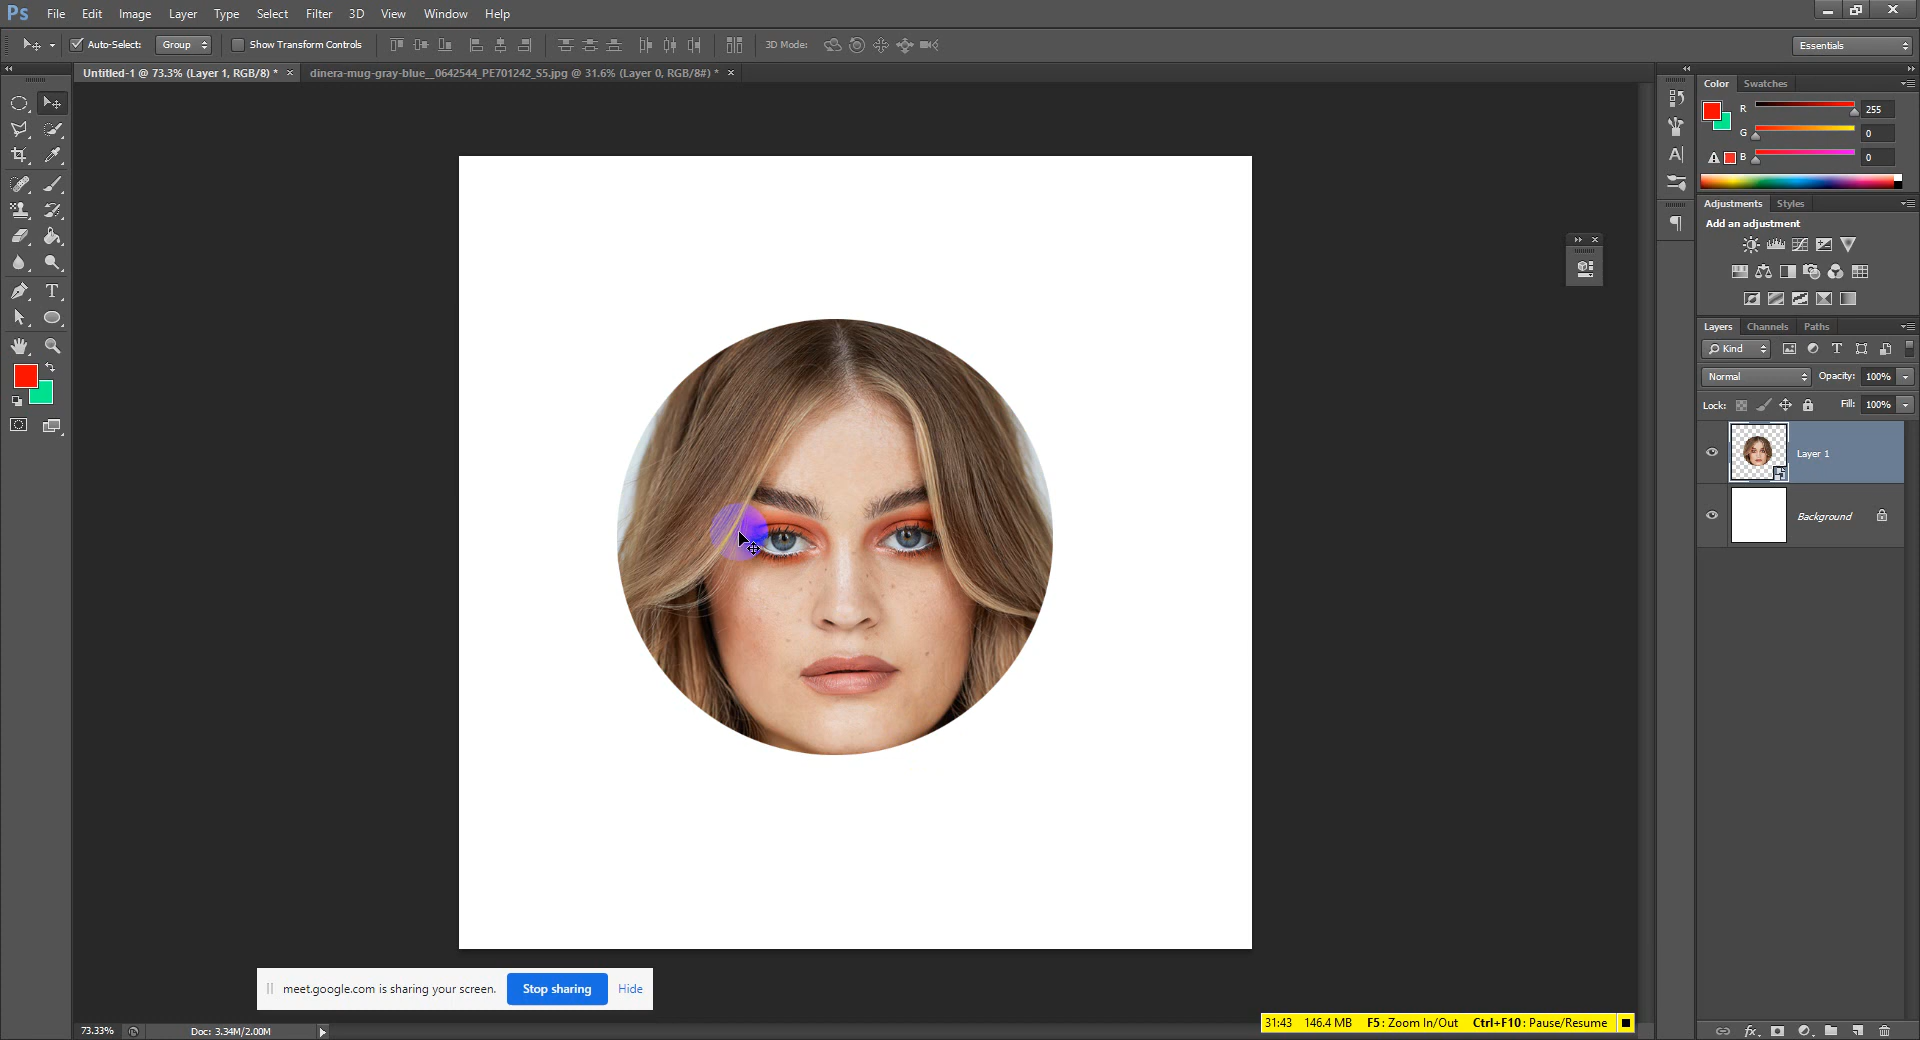 Ps File Edit Image Layer Type Select Filter 3D View Window Help
Auto-Select: Group Show Transform Controls 3D Mode: Essentials
Untitled-1 @ 73.3% (Layer 1, RGB/8) * × dinera-mug-gray-blue__0642544_PE701242_S5.jpg @ 31.6% (Layer 0, RGB/8#) * ×
Color Swatches
R 255
G 0
B 0
Adjustments Styles
Add an adjustment
Layers Channels Paths
Kind
Normal Opacity: 100%
Lock: Fill: 100%
Layer 1
Background
meet.google.com is sharing your screen. Stop sharing Hide
73.33% Doc: 3.34M/2.00M
31:43 146.4 MB F5: Zoom In/Out Ctrl+F10: Pause/Resume